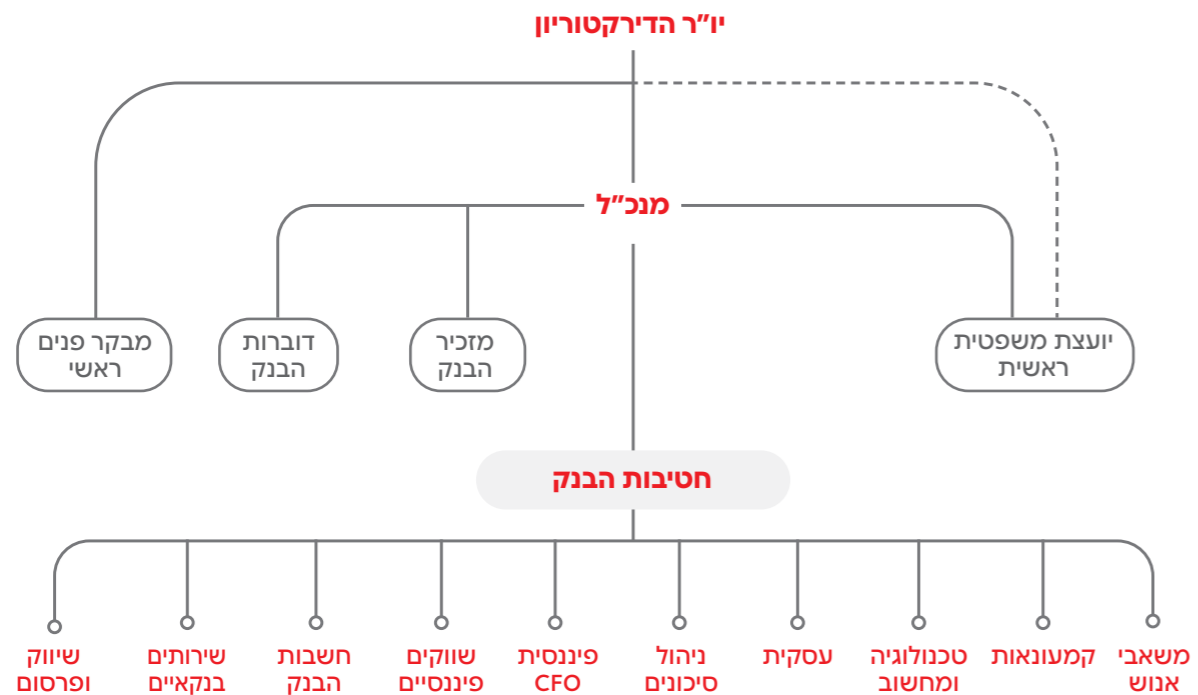 יו"ר הדירקטוריון
מנכ"ל
יועצת משפטית
ראשית
מזכיר
הבנק
דוברות
הבנק
מבקר פנים
ראשי
חטיבות הבנק
משאבי
אנוש
קמעונאות
טכנולוגיה
ומחשוב
עסקית
ניהול
סיכונים
פיננסית
CFO
שווקים
פיננסיים
חשבות
הבנק
שירותים
בנקאיים
שיווק
ופרסום